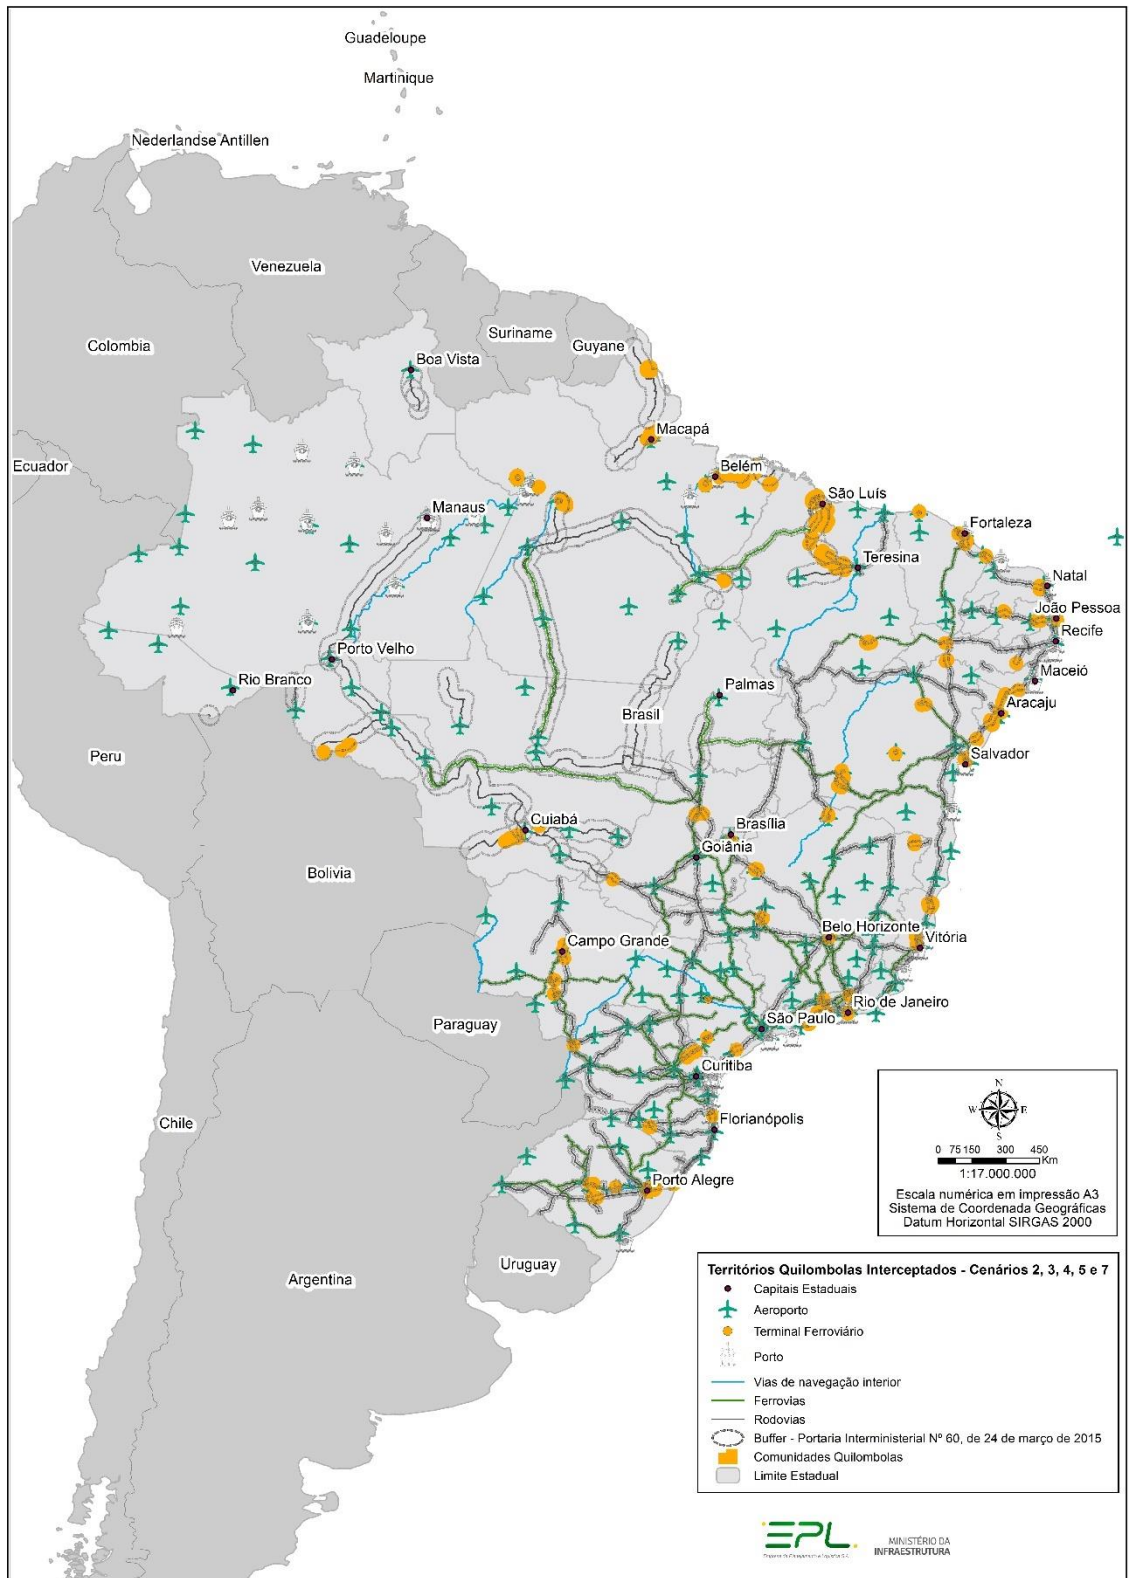 Guadeloupe
Martinique
Nederlandse Antillen
Venezuela
Colombia
Suriname
Guyane
Boa Vista
Macapá
Ecuador
Belém
São Luís
Manaus
Fortaleza
Teresina
Natal
João Pessoa
Recife
Porto Velho
Rio Branco
Maceió
Palmas
Aracaju
Brasil
Peru
Salvador
Cuiabá
Brasília
Goiânia
Bolivia
Belo Horizonte
Vitória
Campo Grande
Rio de Janeiro
São Paulo
Paraguay
Curitiba
Chile
Florianópolis
Porto Alegre
Uruguay
Argentina
N
W E
S
0 75 150 300 450
Km
1:17.000.000
Escala numérica em impressão A3
Sistema de Coordenada Geográficas
Datum Horizontal SIRGAS 2000
Territórios Quilombolas Interceptados - Cenários 2, 3, 4, 5 e 7
Capitais Estaduais
Aeroporto
Terminal Ferroviário
Porto
Vias de navegação interior
Ferrovias
Rodovias
Buffer - Portaria Interministerial Nº 60, de 24 de março de 2015
Comunidades Quilombolas
Limite Estadual
EPL
MINISTÉRIO DA
INFRAESTRUTURA